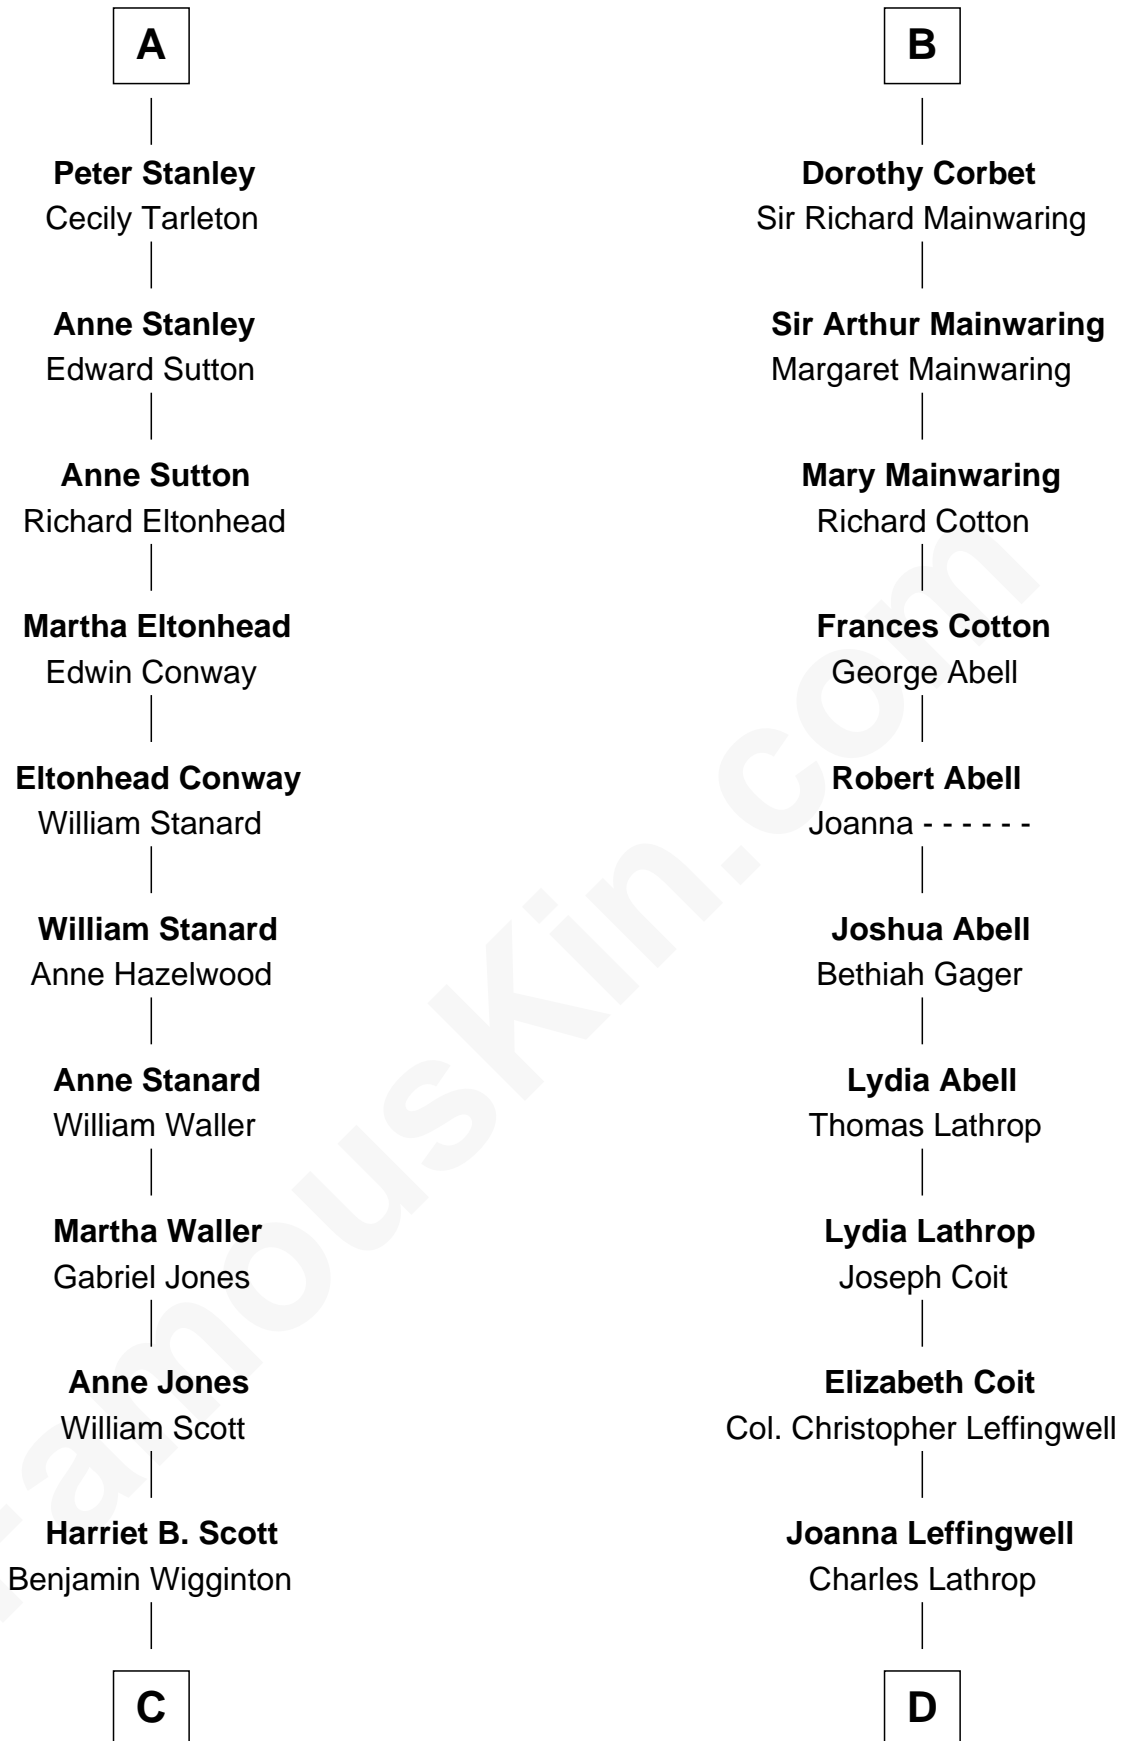 A
Peter Stanley
Cecily Tarleton
Anne Stanley
Edward Sutton
Anne Sutton
Richard Eltonhead
Martha Eltonhead
Edwin Conway
Eltonhead Conway
William Stanard
William Stanard
Anne Hazelwood
Anne Stanard
William Waller
Martha Waller
Gabriel Jones
Anne Jones
William Scott
Harriet B. Scott
Benjamin Wigginton
C
B
Dorothy Corbet
Sir Richard Mainwaring
Sir Arthur Mainwaring
Margaret Mainwaring
Mary Mainwaring
Richard Cotton
Frances Cotton
George Abell
Robert Abell
Joanna - - - - - -
Joshua Abell
Bethiah Gager
Lydia Abell
Thomas Lathrop
Lydia Lathrop
Joseph Coit
Elizabeth Coit
Col. Christopher Leffingwell
Joanna Leffingwell
Charles Lathrop
D
FamousKin.com